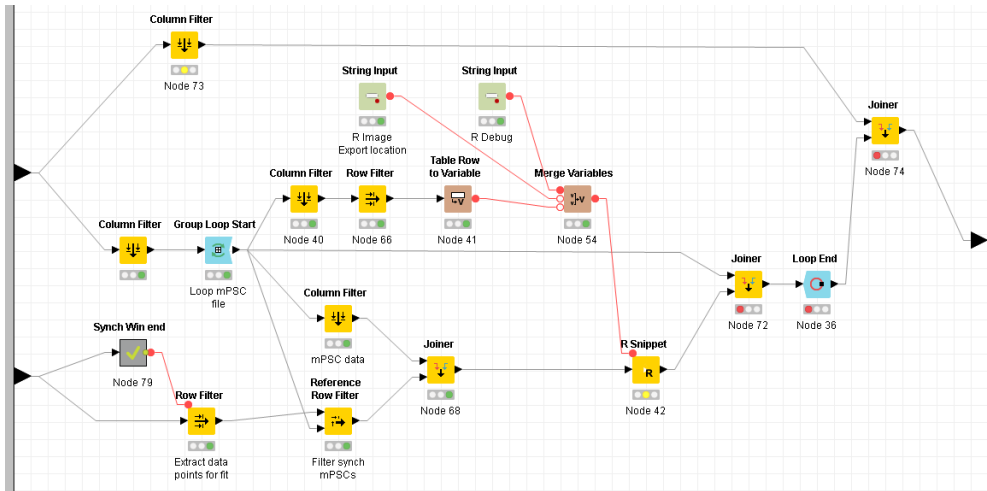 Column Filter
Node 73
String Input
R Image
Export location
String Input
R Debug
Joiner
Node 74
Column Filter
Node 40
Row Filter
Node 66
Table Row
to Variable
Node 41
Merge Variables
Node 54
Column Filter
Group Loop Start
Loop mPSC
file
Joiner
Node 72
Loop End
Node 36
Column Filter
mPSC data
Synch Win end
Node 79
Joiner
Node 68
R Snippet
R
Node 42
Row Filter
Extract data
points for fit
Reference
Row Filter
Filter synch
mPSCs